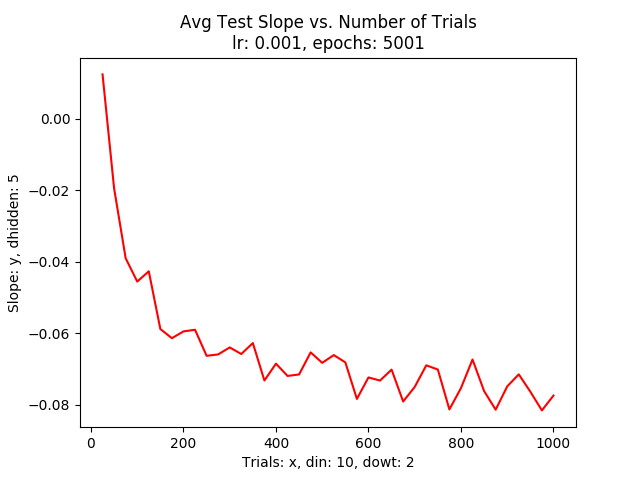 Avg Test Slope vs. Number of Trials
lr: 0.001, epochs: 5001
Slope: y, dhidden: 5
0.00
−0.02
−0.04
−0.06
−0.08
0
200
400
600
800
1000
Trials: x, din: 10, dowt: 2